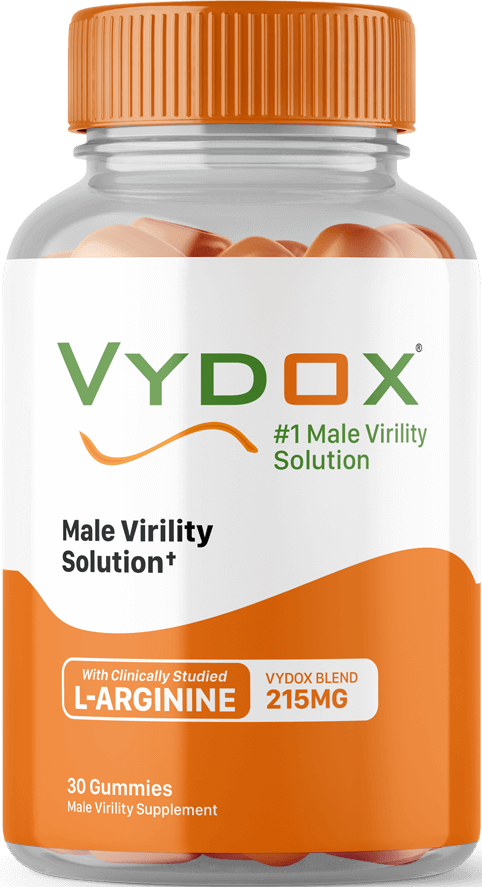 VYDOX®
#1 Male Virility
Solution
Male Virility
Solution†
With Clinically Studied
L-ARGININE
VYDOX BLEND
215MG
30 Gummies
Male Virility Supplement